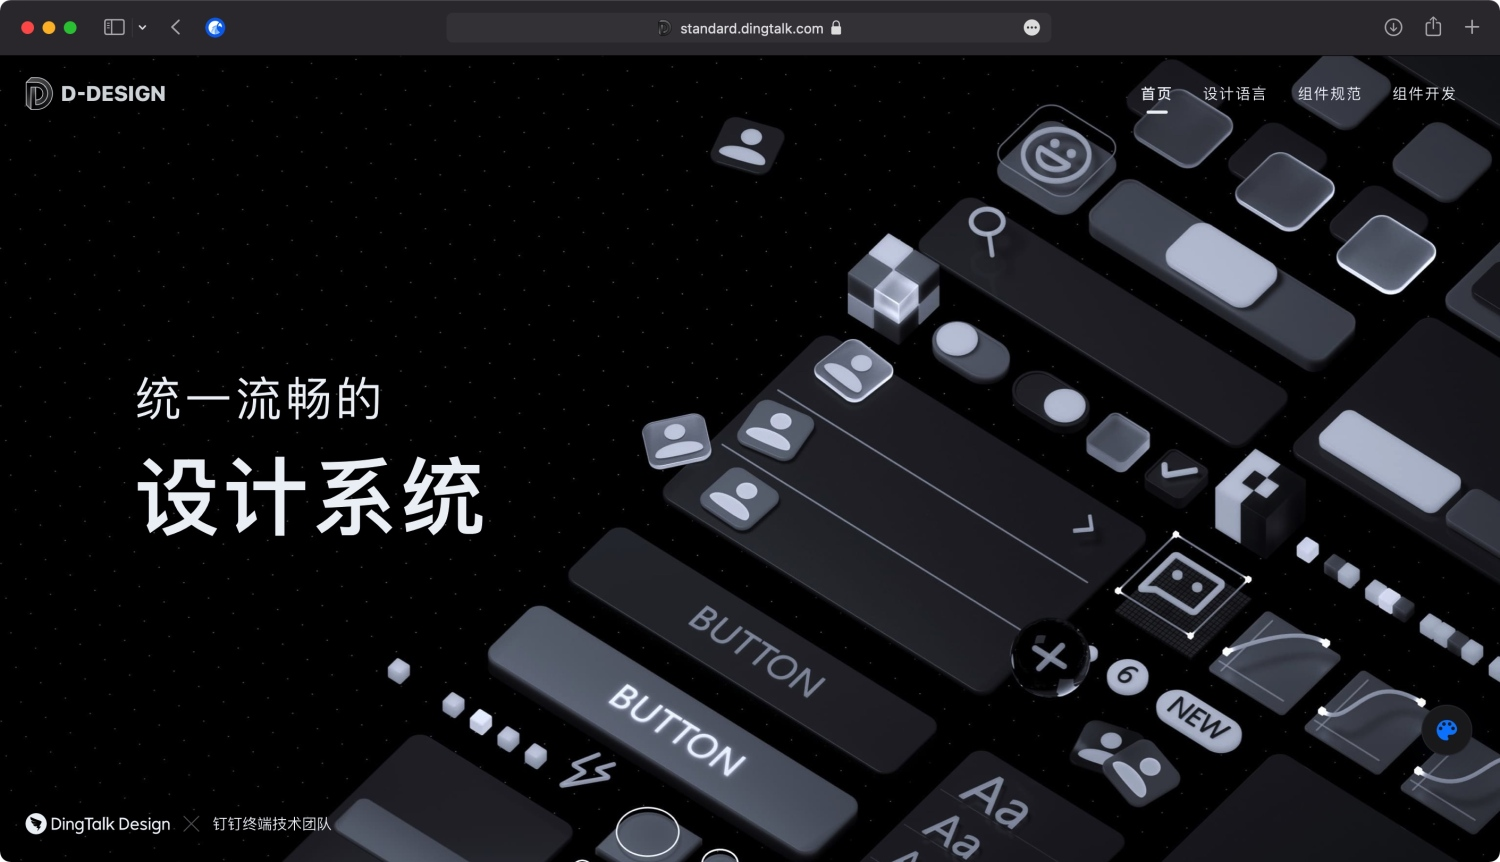 standard.dingtalk.com
D-DESIGN
首页 设计语言 组件规范 组件开发
统一流畅的
设计系统
BUTTON
BUTTON
6
NEW
Aa
Aa
DingTalk Design × 钉钉终端技术团队